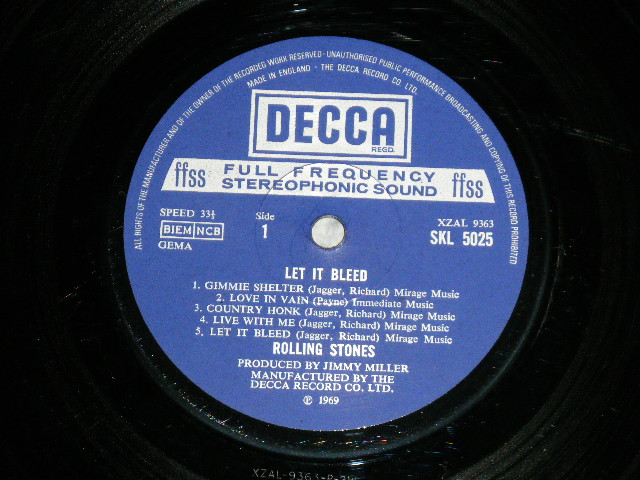 ALL RIGHTS OF THE MANUFACTURER AND OF THE OWNER OF THE RECORDED WORK RESERVED - UNAUTHORISED PUBLIC PERFORMANCE BROADCASTING AND COPYING OF THIS RECORD PROHIBITED
MADE IN ENGLAND - THE DECCA RECORD CO LTD.
DECCA
REGD.
ffss FULL FREQUENCY ffss
STEREOPHONIC SOUND
SPEED 33⅓ Side XZAL 9363
BIEM NCB 1 SKL 5025
GEMA
LET IT BLEED
1. GIMMIE SHELTER (Jagger, Richard) Mirage Music
2. LOVE IN VAIN (Payne) Immediate Music
3. COUNTRY HONK (Jagger, Richard) Mirage Music
4. LIVE WITH ME (Jagger, Richard) Mirage Music
5. LET IT BLEED (Jagger, Richard) Mirage Music
ROLLING STONES
PRODUCED BY JIMMY MILLER
MANUFACTURED BY THE
DECCA RECORD CO. LTD.
Ⓟ 1969
XZAL-9363-P-